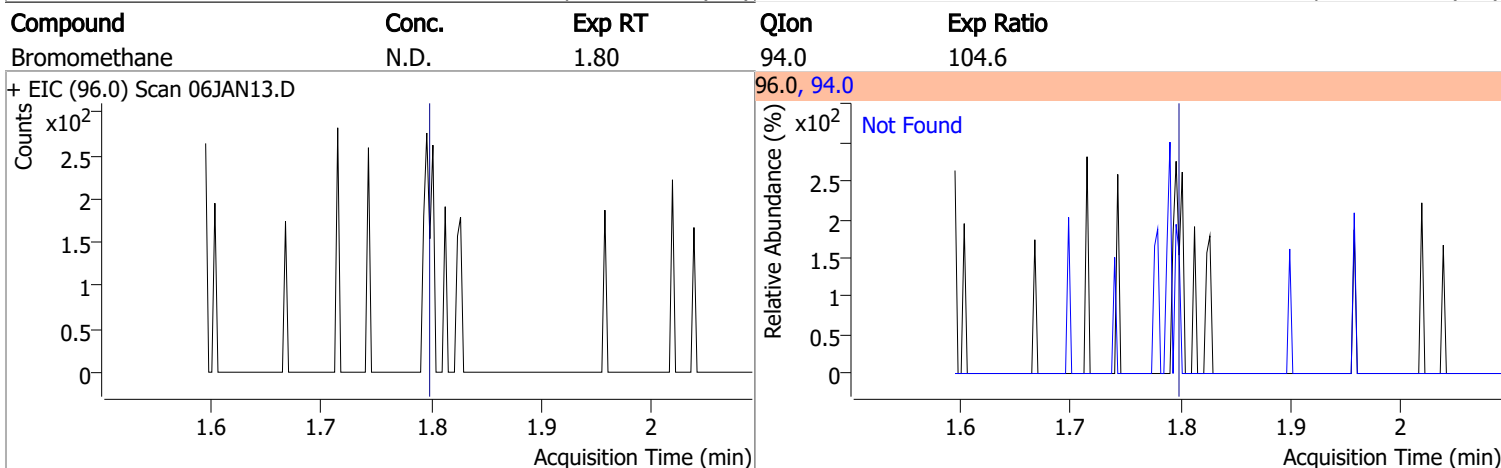 Compound Conc. Exp RT QIon Exp Ratio
Bromomethane N.D. 1.80 94.0 104.6
+ EIC (96.0) Scan 06JAN13.D
Counts
x10²
2.5
2
1.5
1
0.5
0
1.6 1.7 1.8 1.9 2
Acquisition Time (min)
96.0, 94.0
Relative Abundance (%)
x10²
Not Found
2.5
2
1.5
1
0.5
0
1.6 1.7 1.8 1.9 2
Acquisition Time (min)